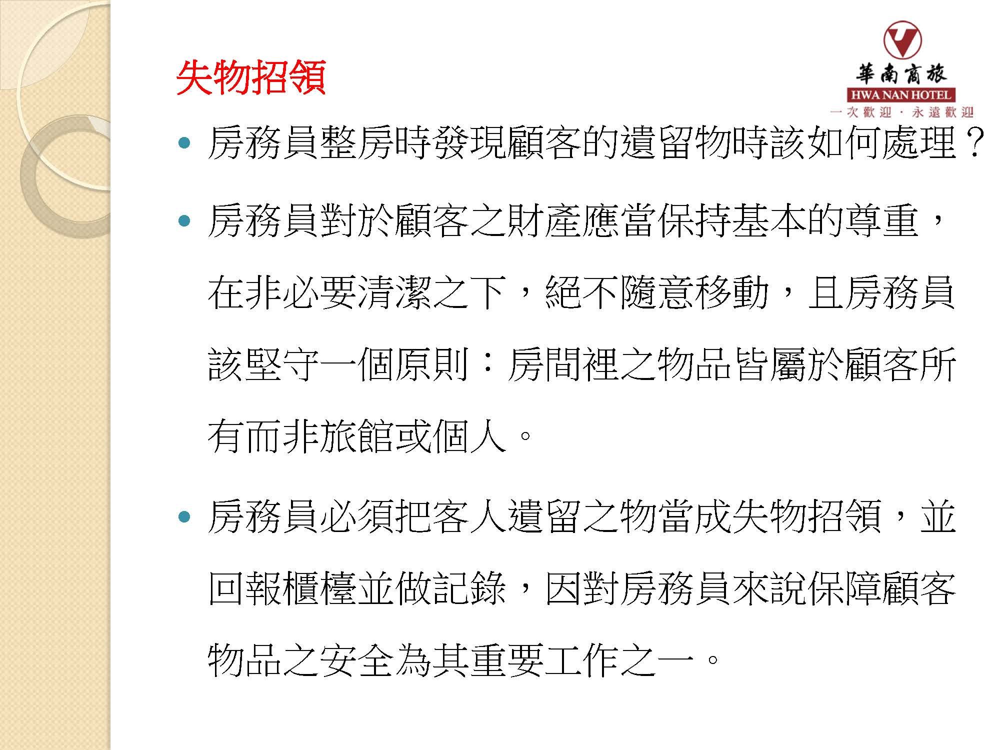 華南商旅
HWA NAN HOTEL
一次歡迎．永遠歡迎
失物招領
• 房務員整房時發現顧客的遺留物時該如何處理？
• 房務員對於顧客之財產應當保持基本的尊重，
在非必要清潔之下，絕不隨意移動，且房務員
該堅守一個原則：房間裡之物品皆屬於顧客所
有而非旅館或個人。
• 房務員必須把客人遺留之物當成失物招領，並
回報櫃檯並做記錄，因對房務員來說保障顧客
物品之安全為其重要工作之一。